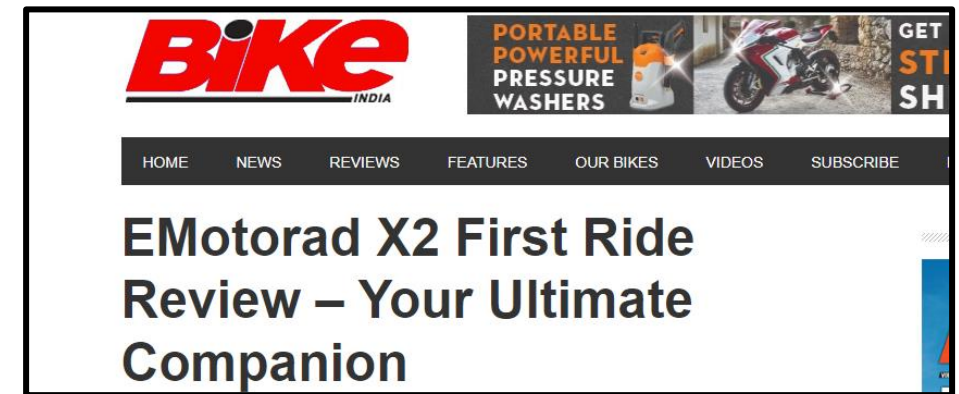 BiKe
INDIA
PORTABLE
POWERFUL
PRESSURE
WASHERS
GET
SH
HOME NEWS REVIEWS FEATURES OUR BIKES VIDEOS SUBSCRIBE
EMotorad X2 First Ride
Review – Your Ultimate
Companion